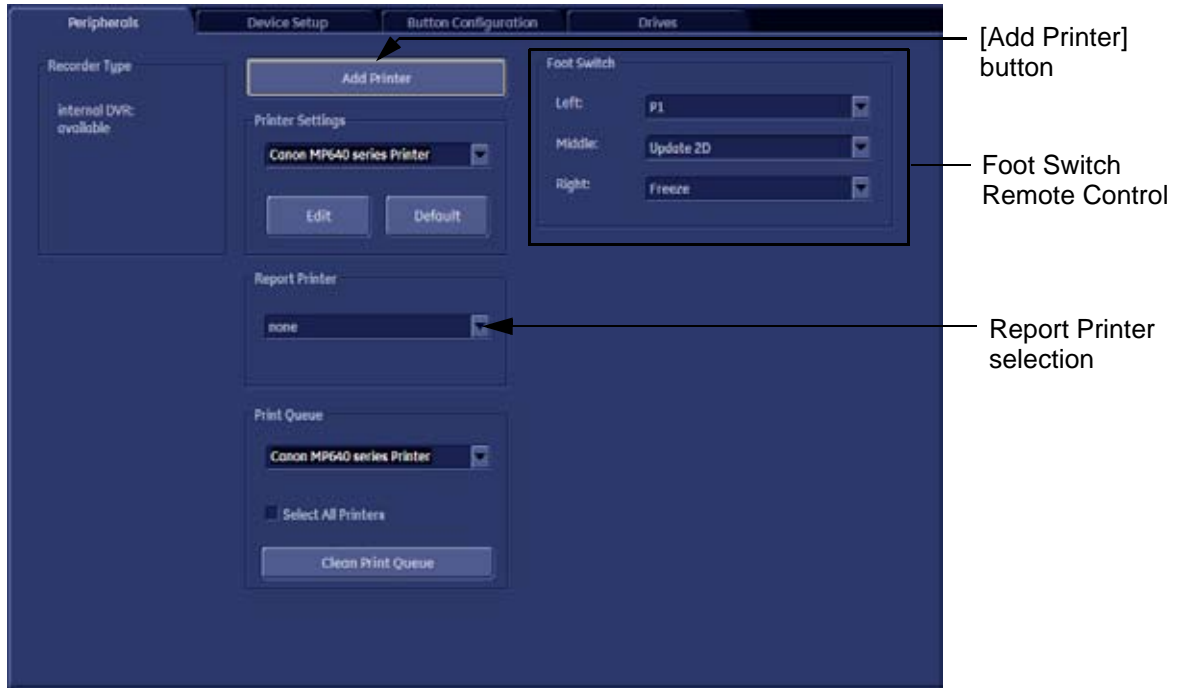 Peripherals
Device Setup
Button Configuration
Drives
Recorder Type
internal DVR:
available
Add Printer
Printer Settings
Canon MP640 series Printer
Edit
Default
Report Printer
none
Print Queue
Canon MP640 series Printer
Select All Printers
Clean Print Queue
Foot Switch
Left:
P1
Middle:
Update 2D
Right:
Freeze
[Add Printer]
button
Foot Switch
Remote Control
Report Printer
selection